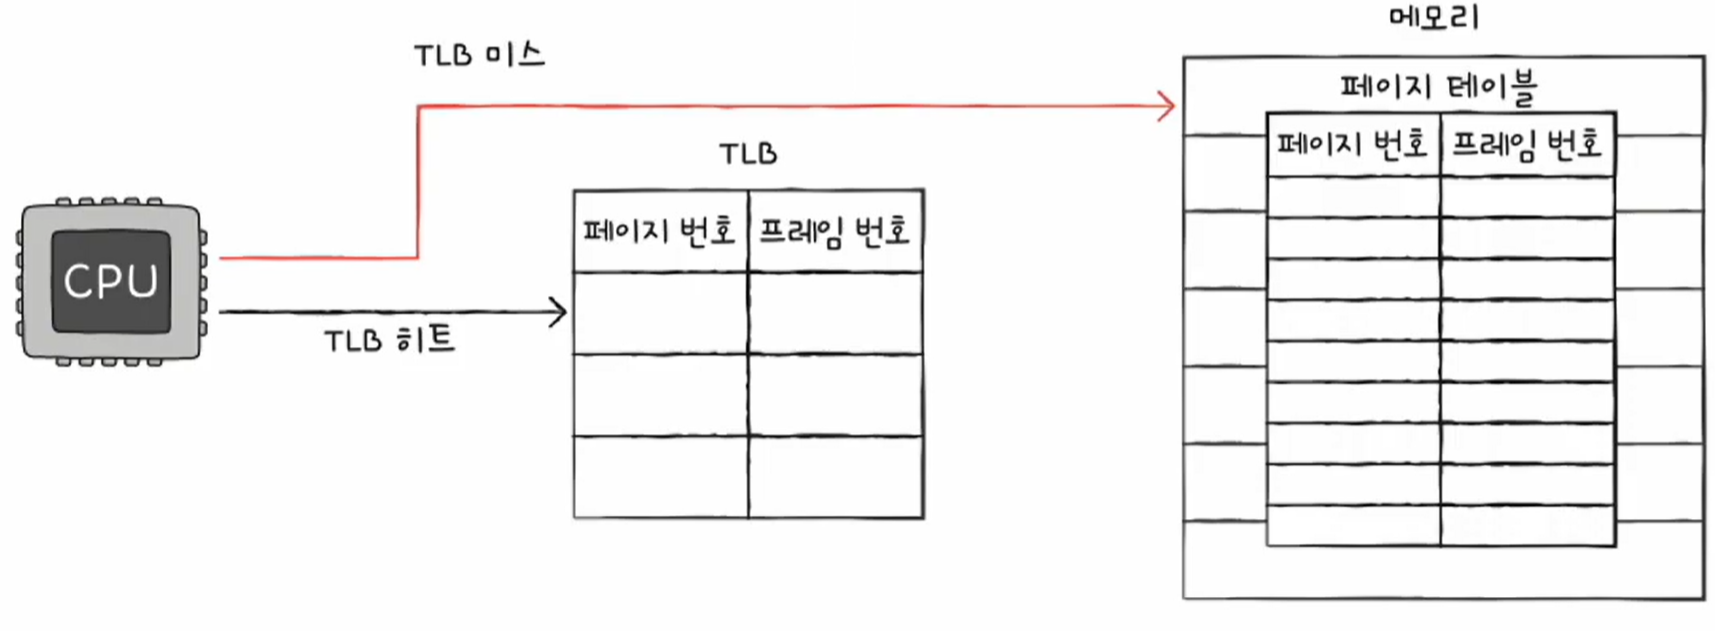 메모리
TLB 미스
페이지 테이블
페이지 번호 프레임 번호
TLB
페이지 번호 프레임 번호
CPU
TLB 히트